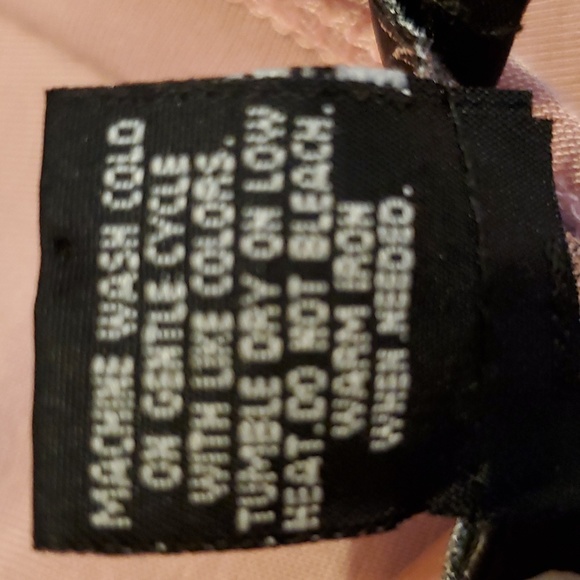 MACHINE WASH COLD
ON GENTLE CYCLE
WITH LIKE COLORS.
TUMBLE DRY ON LOW
HEAT.DO NOT BLEACH.
WARM IRON
WHEN NEEDED.